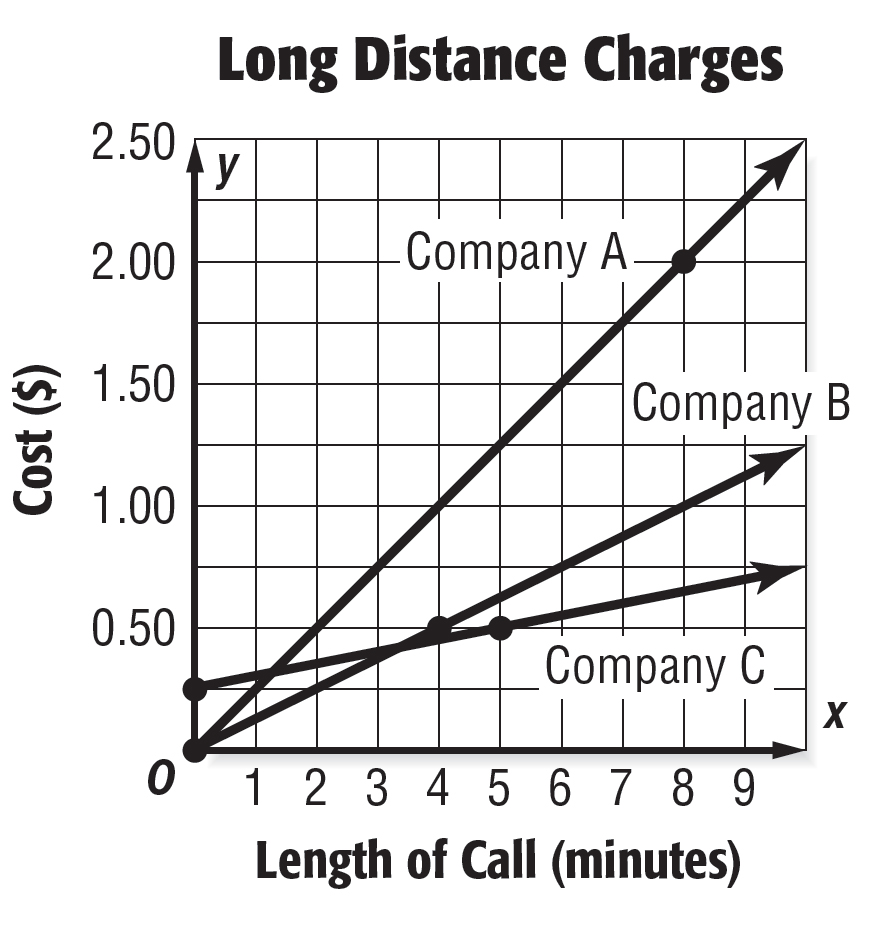 Long Distance Charges
2.50
y
2.00
Company A
1.50
Company B
Cost ($)
1.00
0.50
Company C
x
O
1 2 3 4 5 6 7 8 9
Length of Call (minutes)